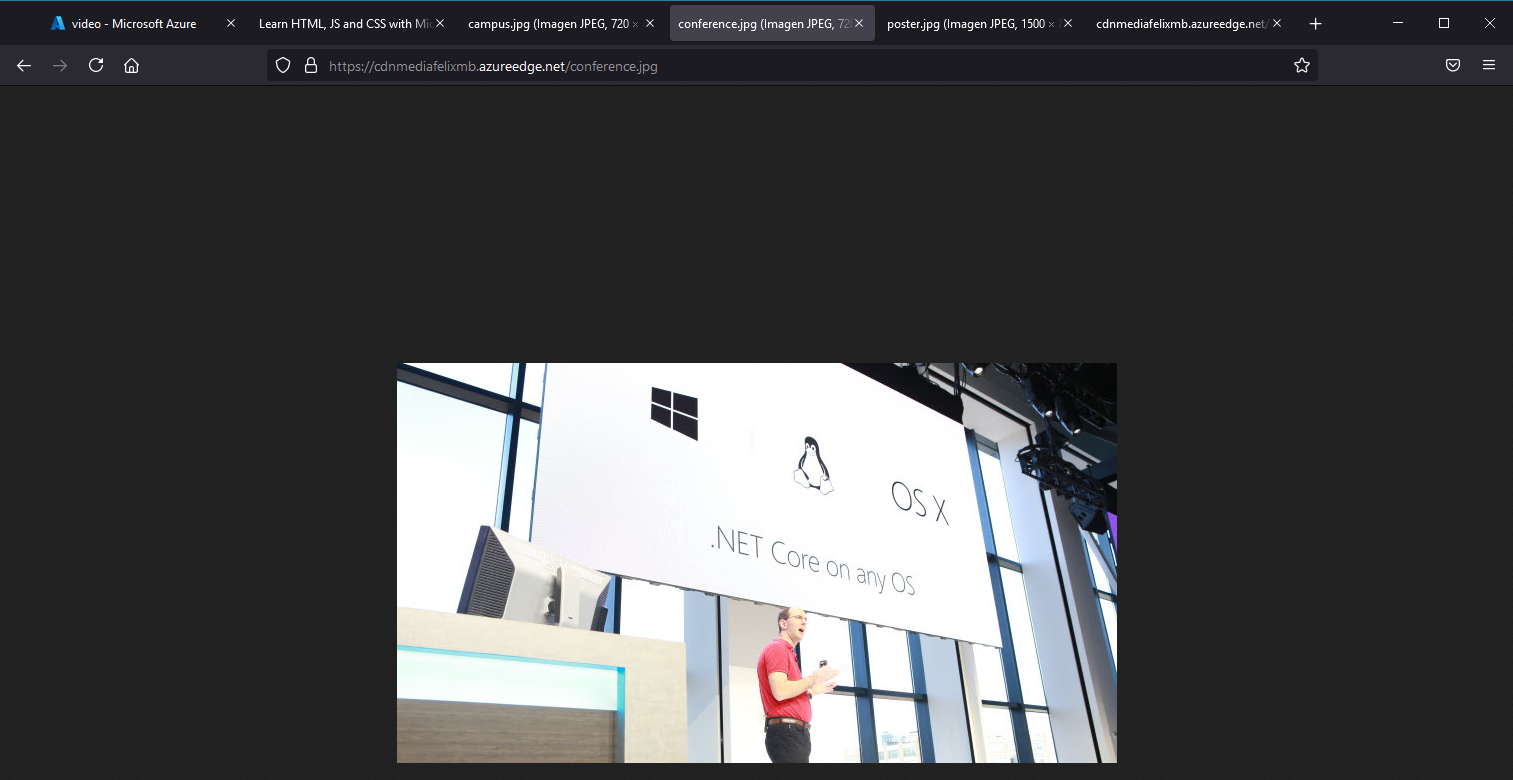 video - Microsoft Azure
Learn HTML, JS and CSS with Mic
campus.jpg (Imagen JPEG, 720 ×
conference.jpg (Imagen JPEG, 72
poster.jpg (Imagen JPEG, 1500 ×
cdnmediafelixmb.azureedge.net/
https://cdnmediafelixmb.azureedge.net/conference.jpg
OS X
.NET Core on any OS